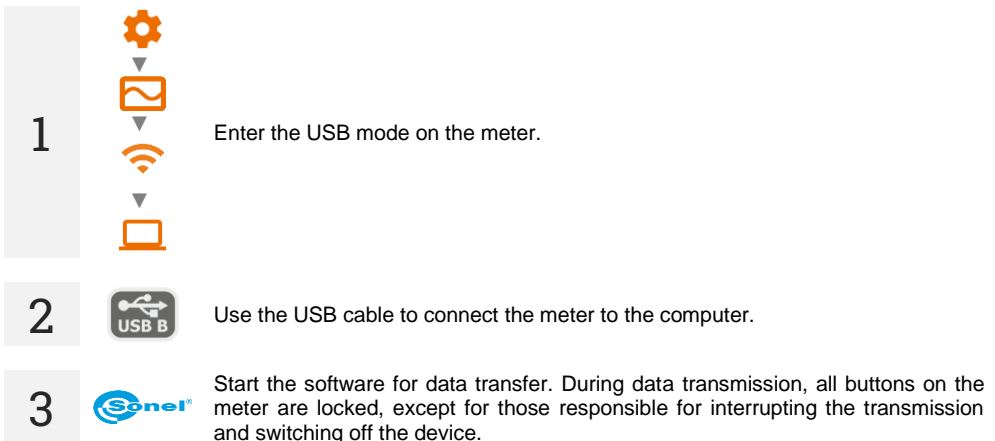 1
Enter the USB mode on the meter.
2
USB B
Use the USB cable to connect the meter to the computer.
3
Sonel®
Start the software for data transfer. During data transmission, all buttons on the
meter are locked, except for those responsible for interrupting the transmission
and switching off the device.